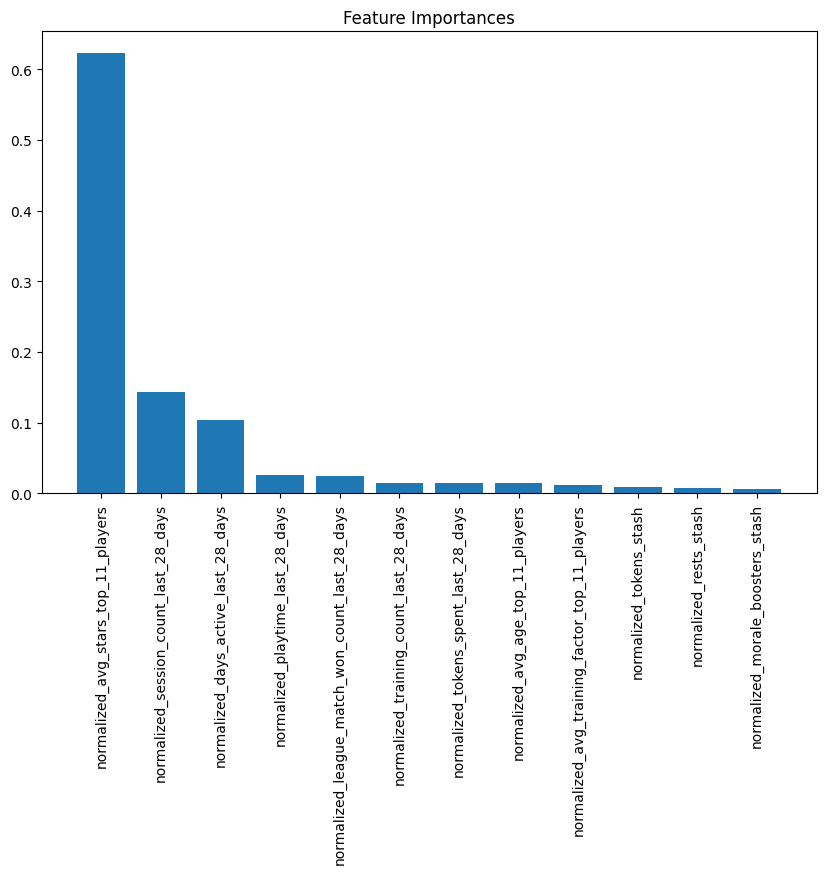 Feature Importances
0.6
0.5
0.4
0.3
0.2
0.1
0.0
normalized_avg_stars_top_11_players
normalized_session_count_last_28_days
normalized_days_active_last_28_days
normalized_playtime_last_28_days
normalized_league_match_won_count_last_28_days
normalized_training_count_last_28_days
normalized_tokens_spent_last_28_days
normalized_avg_age_top_11_players
normalized_avg_training_factor_top_11_players
normalized_tokens_stash
normalized_rests_stash
normalized_morale_boosters_stash